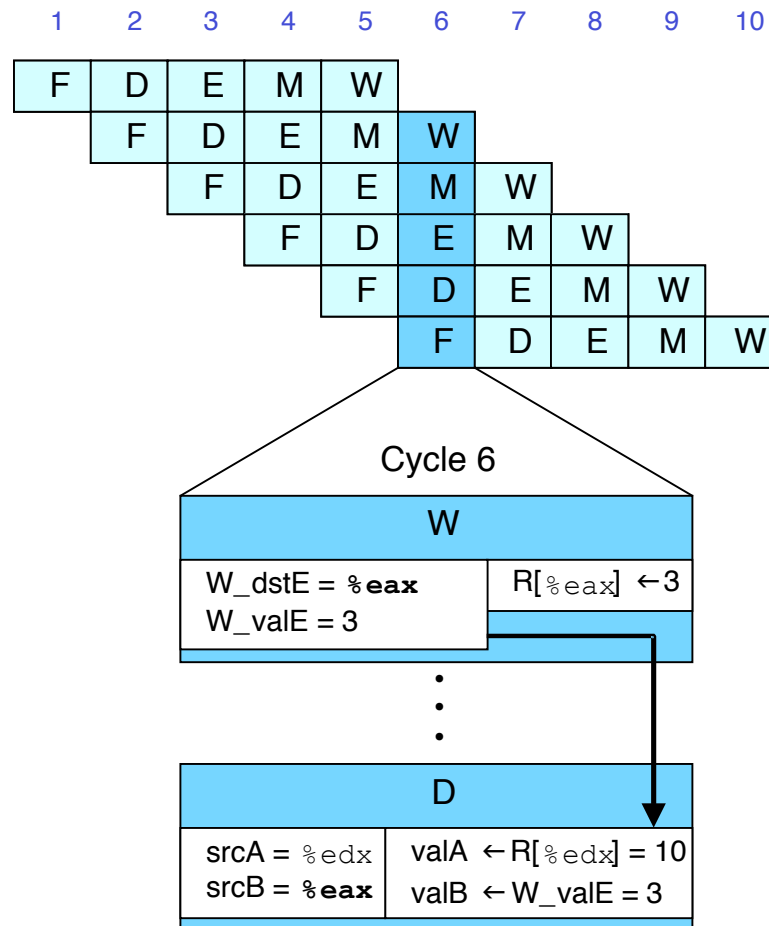 1 2 3 4 5 6 7 8 9 10
F D E M W
F D E M W
F D E M W
F D E M W
F D E M W
F D E M W
Cycle 6
W
W_dstE = %eax
W_valE = 3
R[%eax] ←3
D
srcA = %edx
srcB = %eax
valA ←R[%edx] = 10
valB ←W_valE = 3